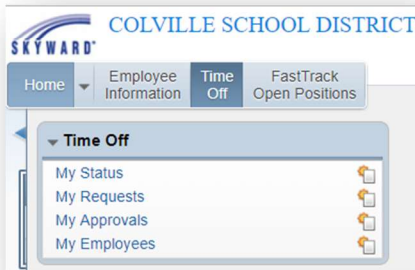 COLVILLE SCHOOL DISTRICT
SKYWARD®
Home
Employee Information
Time Off
FastTrack Open Positions
Time Off
My Status
My Requests
My Approvals
My Employees